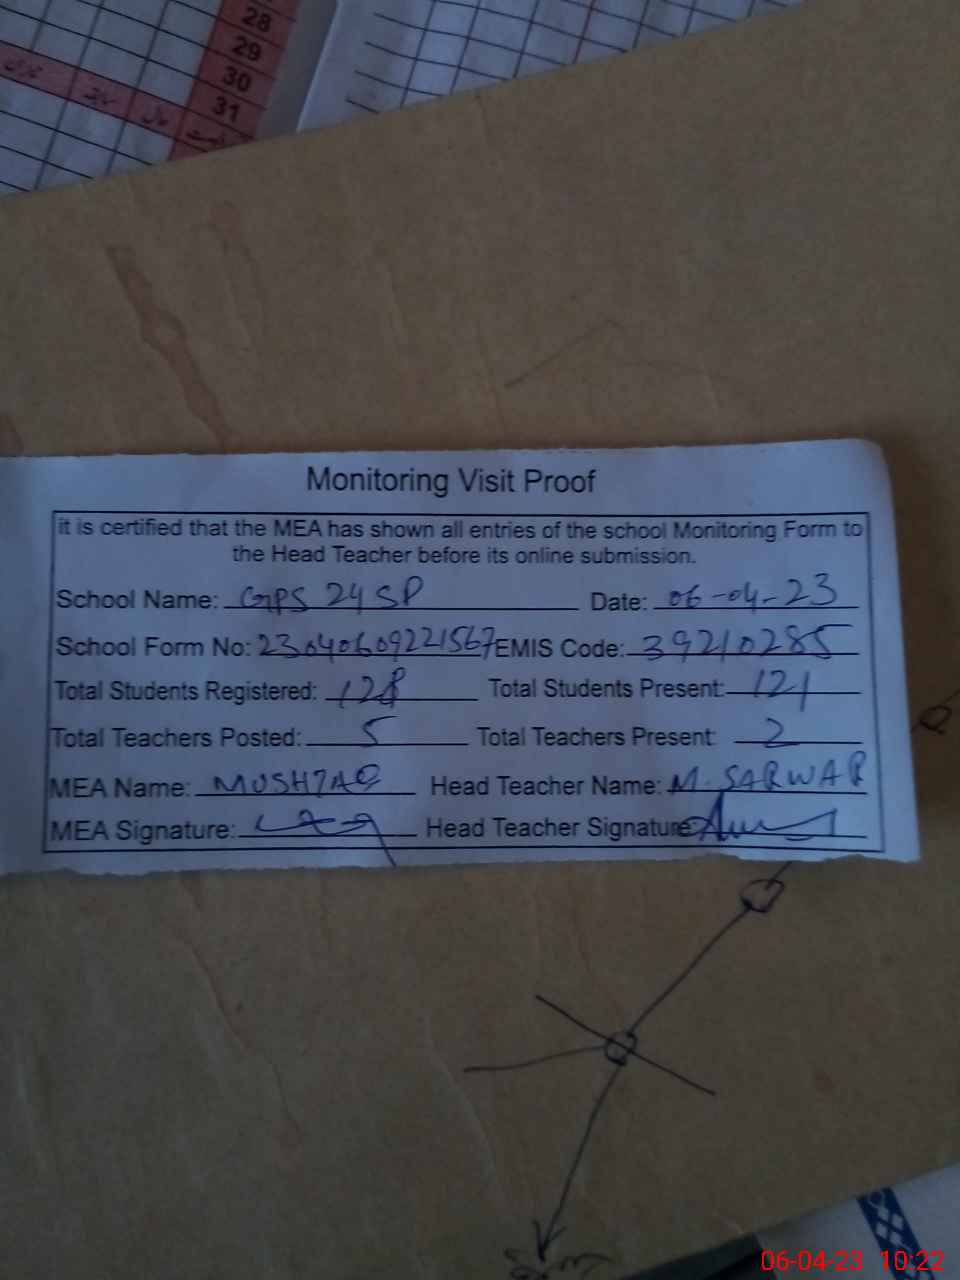 28
29
30
31
Monitoring Visit Proof
it is certified that the MEA has shown all entries of the school Monitoring Form to
the Head Teacher before its online submission.
School Name: GPS 24 SP Date: 06-04-23
School Form No: 23040609221567 EMIS Code: 39210285
Total Students Registered: 128 Total Students Present: 121
Total Teachers Posted: 5 Total Teachers Present: 2
MEA Name: MUSHTAQ Head Teacher Name: M. SARWAR
MEA Signature: Head Teacher Signature
06-04-23 10:22